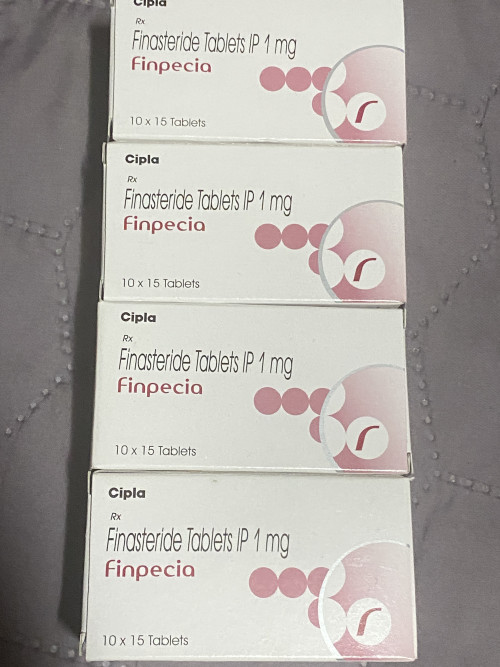 Cipla
Rx
Finasteride Tablets IP 1 mg
Finpecia
10 x 15 Tablets
Cipla
Rx
Finasteride Tablets IP 1 mg
Finpecia
10 x 15 Tablets
Cipla
Rx
Finasteride Tablets IP 1 mg
Finpecia
10 x 15 Tablets
Cipla
Rx
Finasteride Tablets IP 1 mg
Finpecia
10 x 15 Tablets